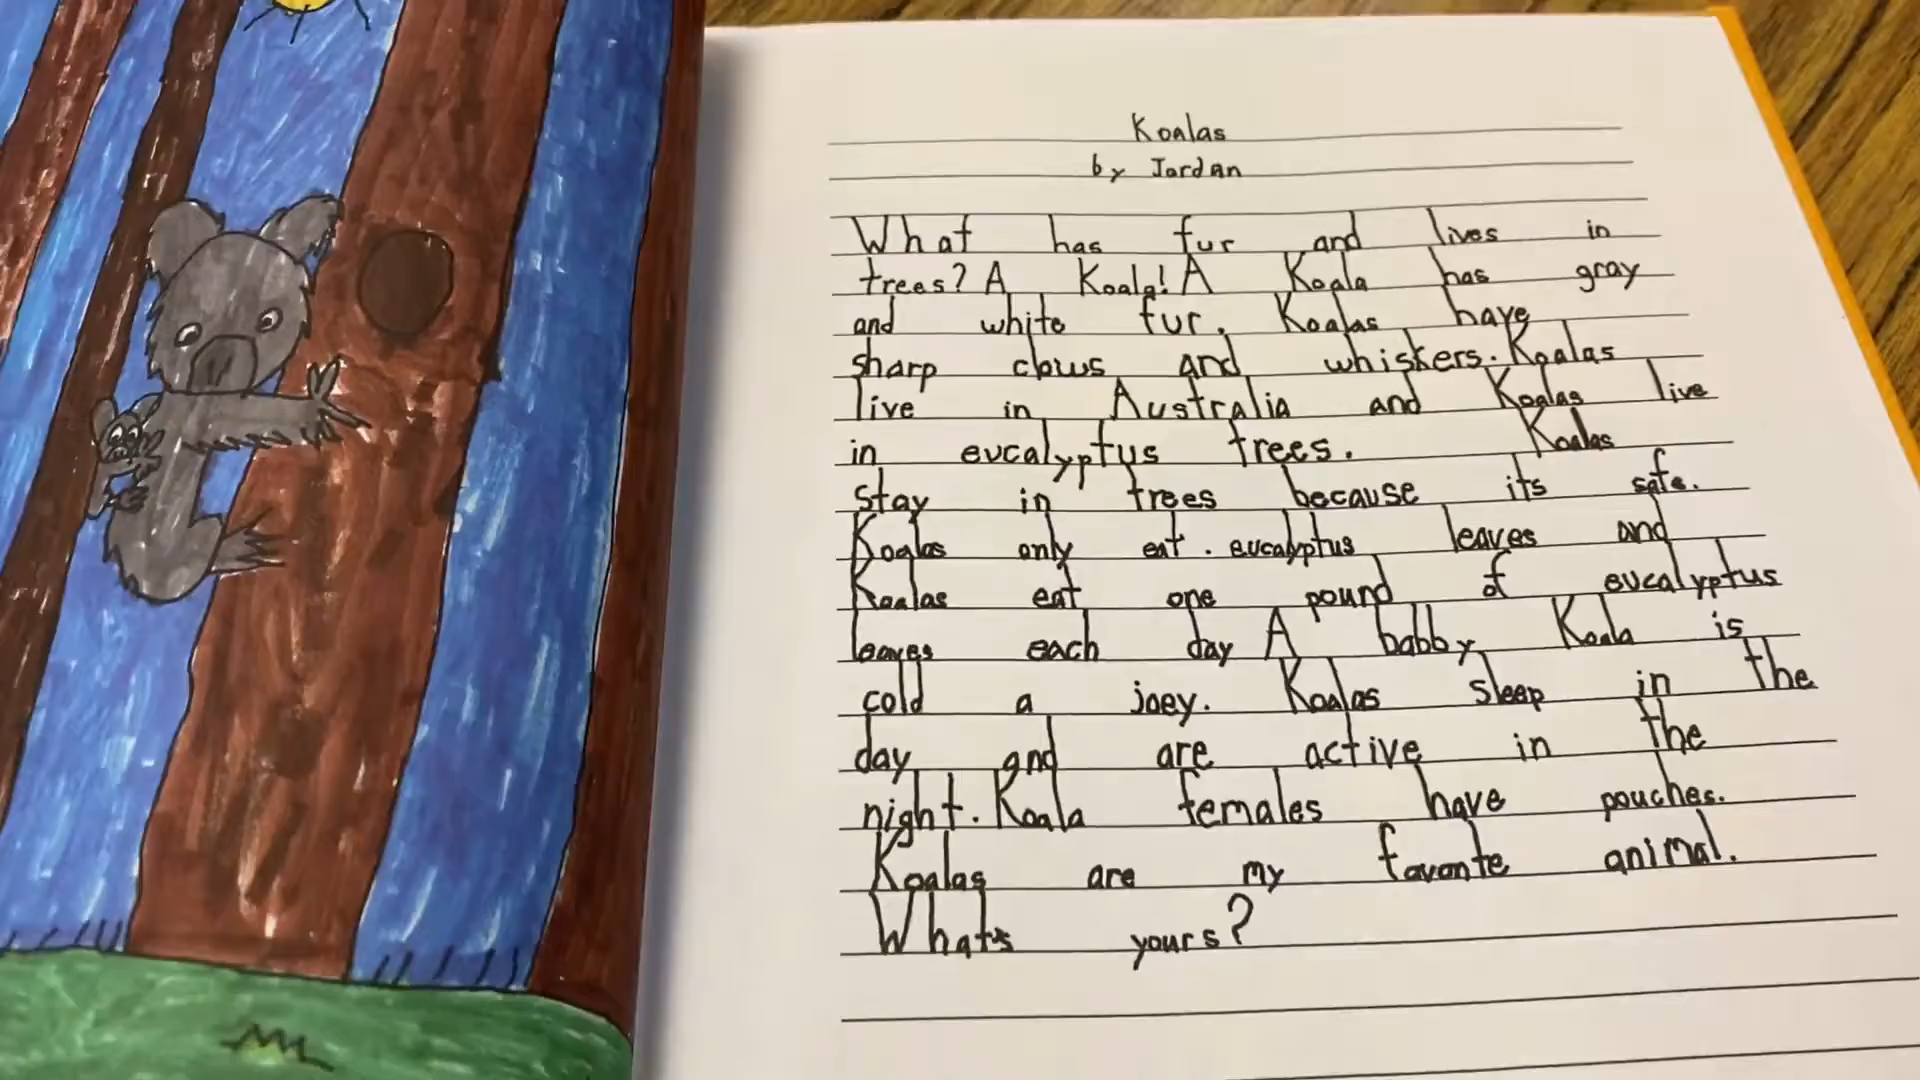 Koalas
by Jordan
What has fur and lives in
trees? A Koala! A Koala has gray
and white fur. Koalas have
sharp claws and whiskers. Koalas
live in Australia and Koalas live
in eucalyptus trees. Koalas
stay in trees because its safe.
Koalas only eat. eucalyptus leaves and
Koalas eat one pound of eucalyptus
leaves each day A babby Koala is
cold a joey. Koalas sleep in the
day and are active in the
night. Koala females have pouches.
Koalas are my favorite animal.
What's yours?